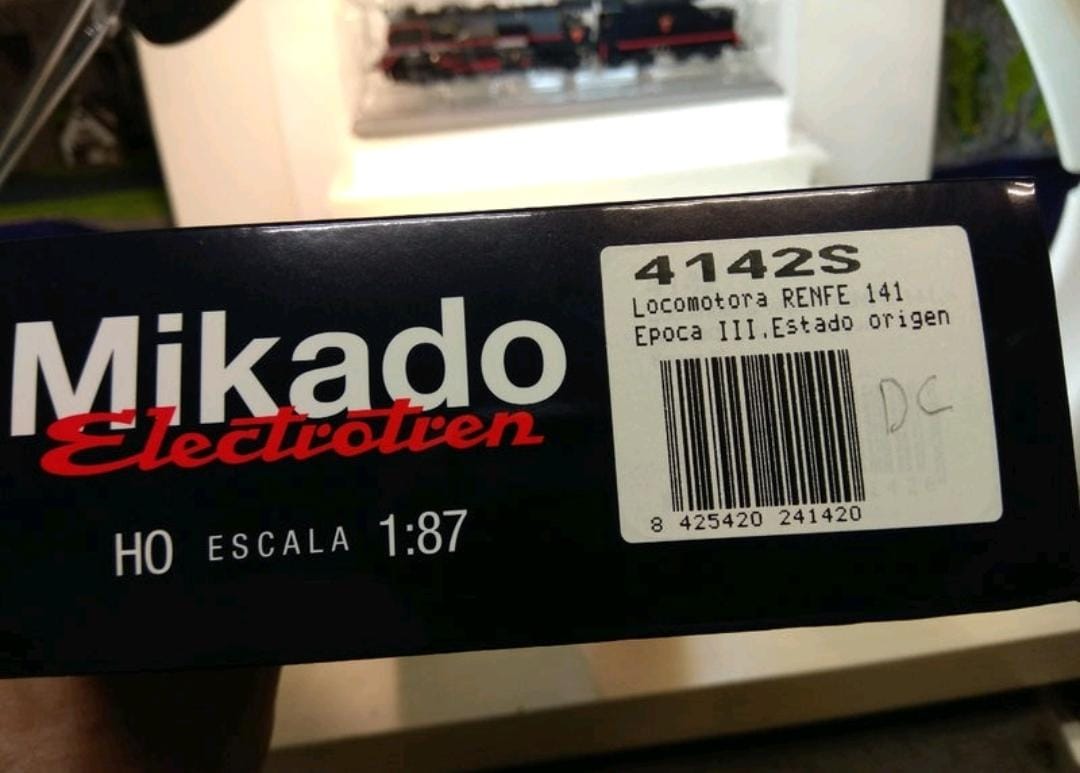 Mikado
Electrotren
HO ESCALA 1:87
4142S
Locomotora RENFE 141
Epoca III.Estado origen
DC
8 425420 241420